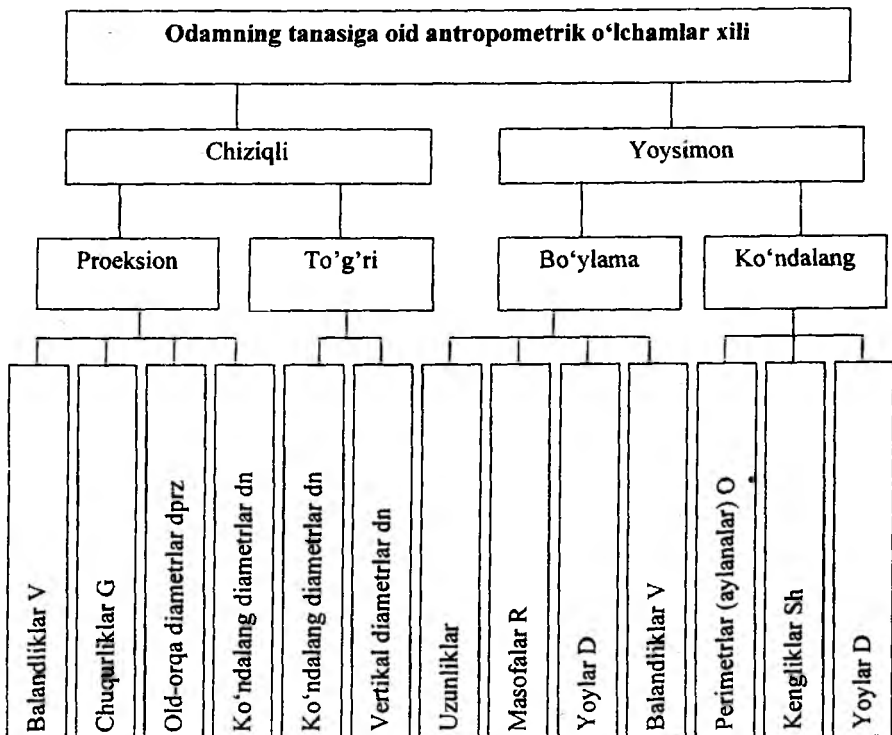 Odamning tanasiga oid antropometrik o‘lchamlar xili
Chiziqli
Yoysimon
Proeksion
To’g’ri
Bo‘ylama
Ko‘ndalang
Balandliklar V
Chuqurliklar G
Old-orqa diametrlar dprz
Ko‘ndalang diametrlar dn
Ko‘ndalang diametrlar dn
Vertikal diametrlar dn
Uzunliklar
Masofalar R
Yoylar D
Balandliklar V
Perimetrlar (aylanalar) O
Kengliklar Sh
Yoylar D